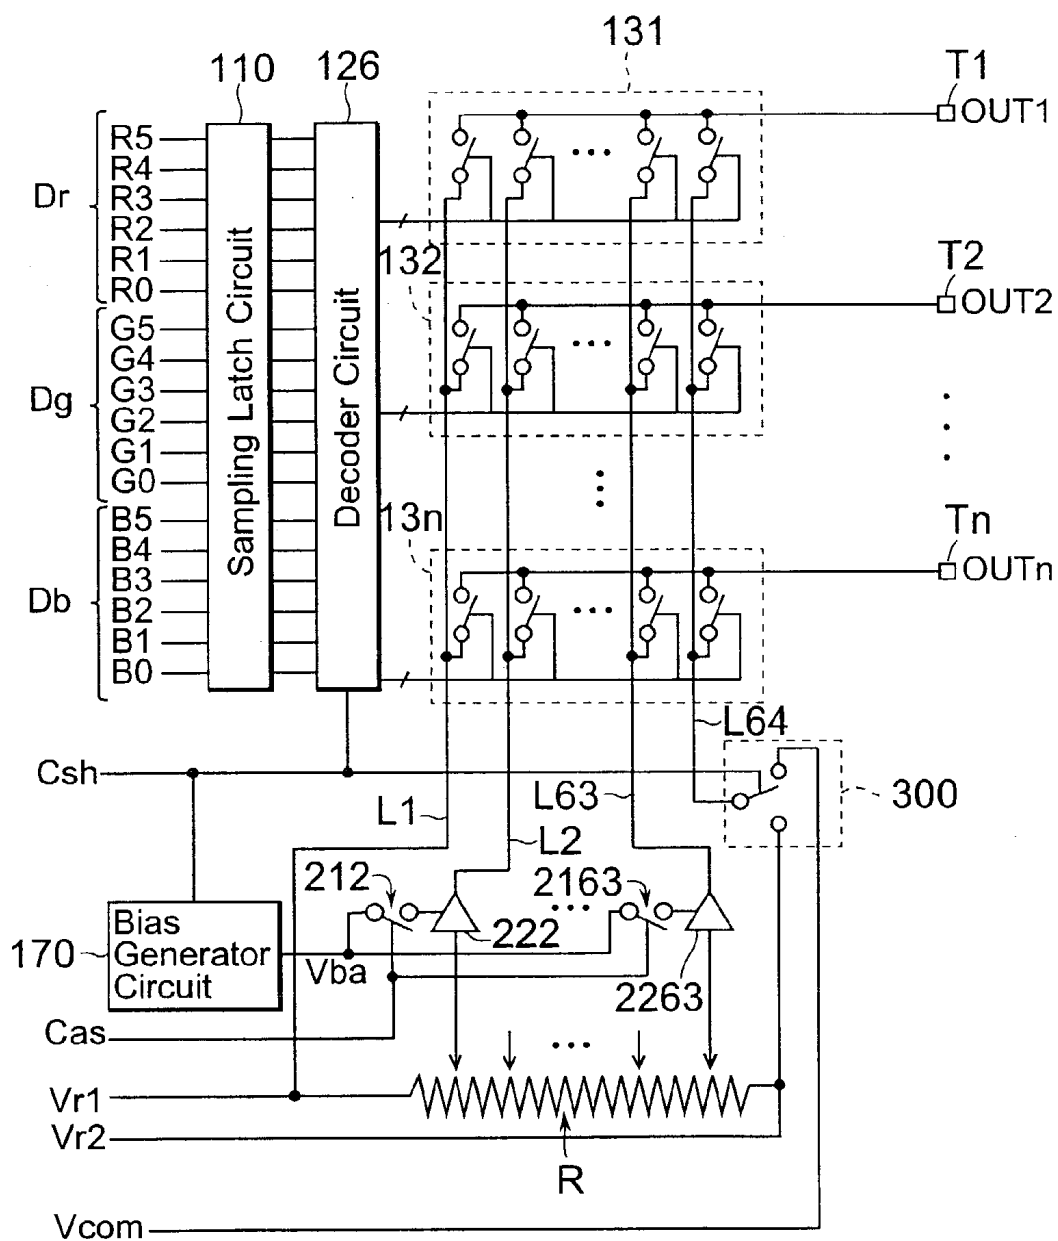 131
110
126
T1
OUT1
Dr
R5
R4
R3
R2
R1
R0
Sampling Latch Circuit
Decoder Circuit
132
T2
OUT2
Dg
G5
G4
G3
G2
G1
G0
13n
Tn
OUTn
Db
B5
B4
B3
B2
B1
B0
L64
Csh
L1
L63
300
L2
212
2163
Bias
Generator
Circuit
170
222
Vba
2263
Cas
Vr1
Vr2
R
Vcom